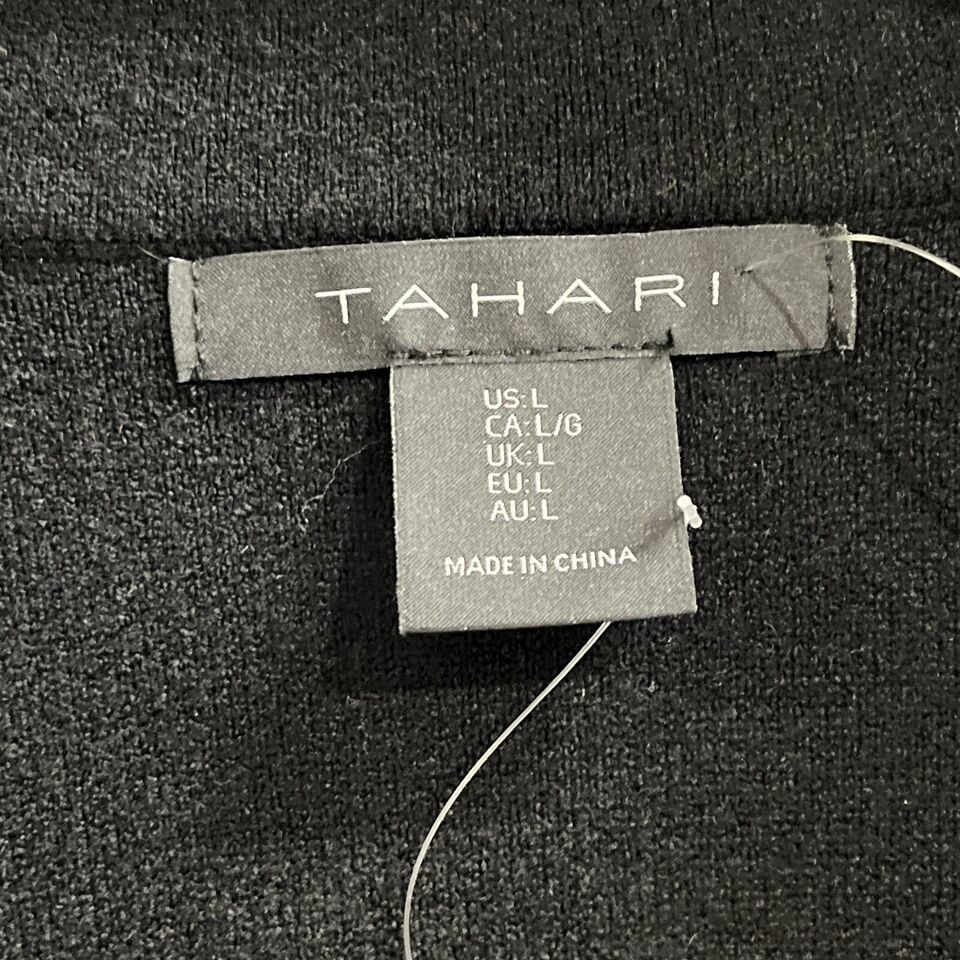 TAHARI
US: L
CA: L/G
UK: L
EU: L
AU: L
MADE IN CHINA